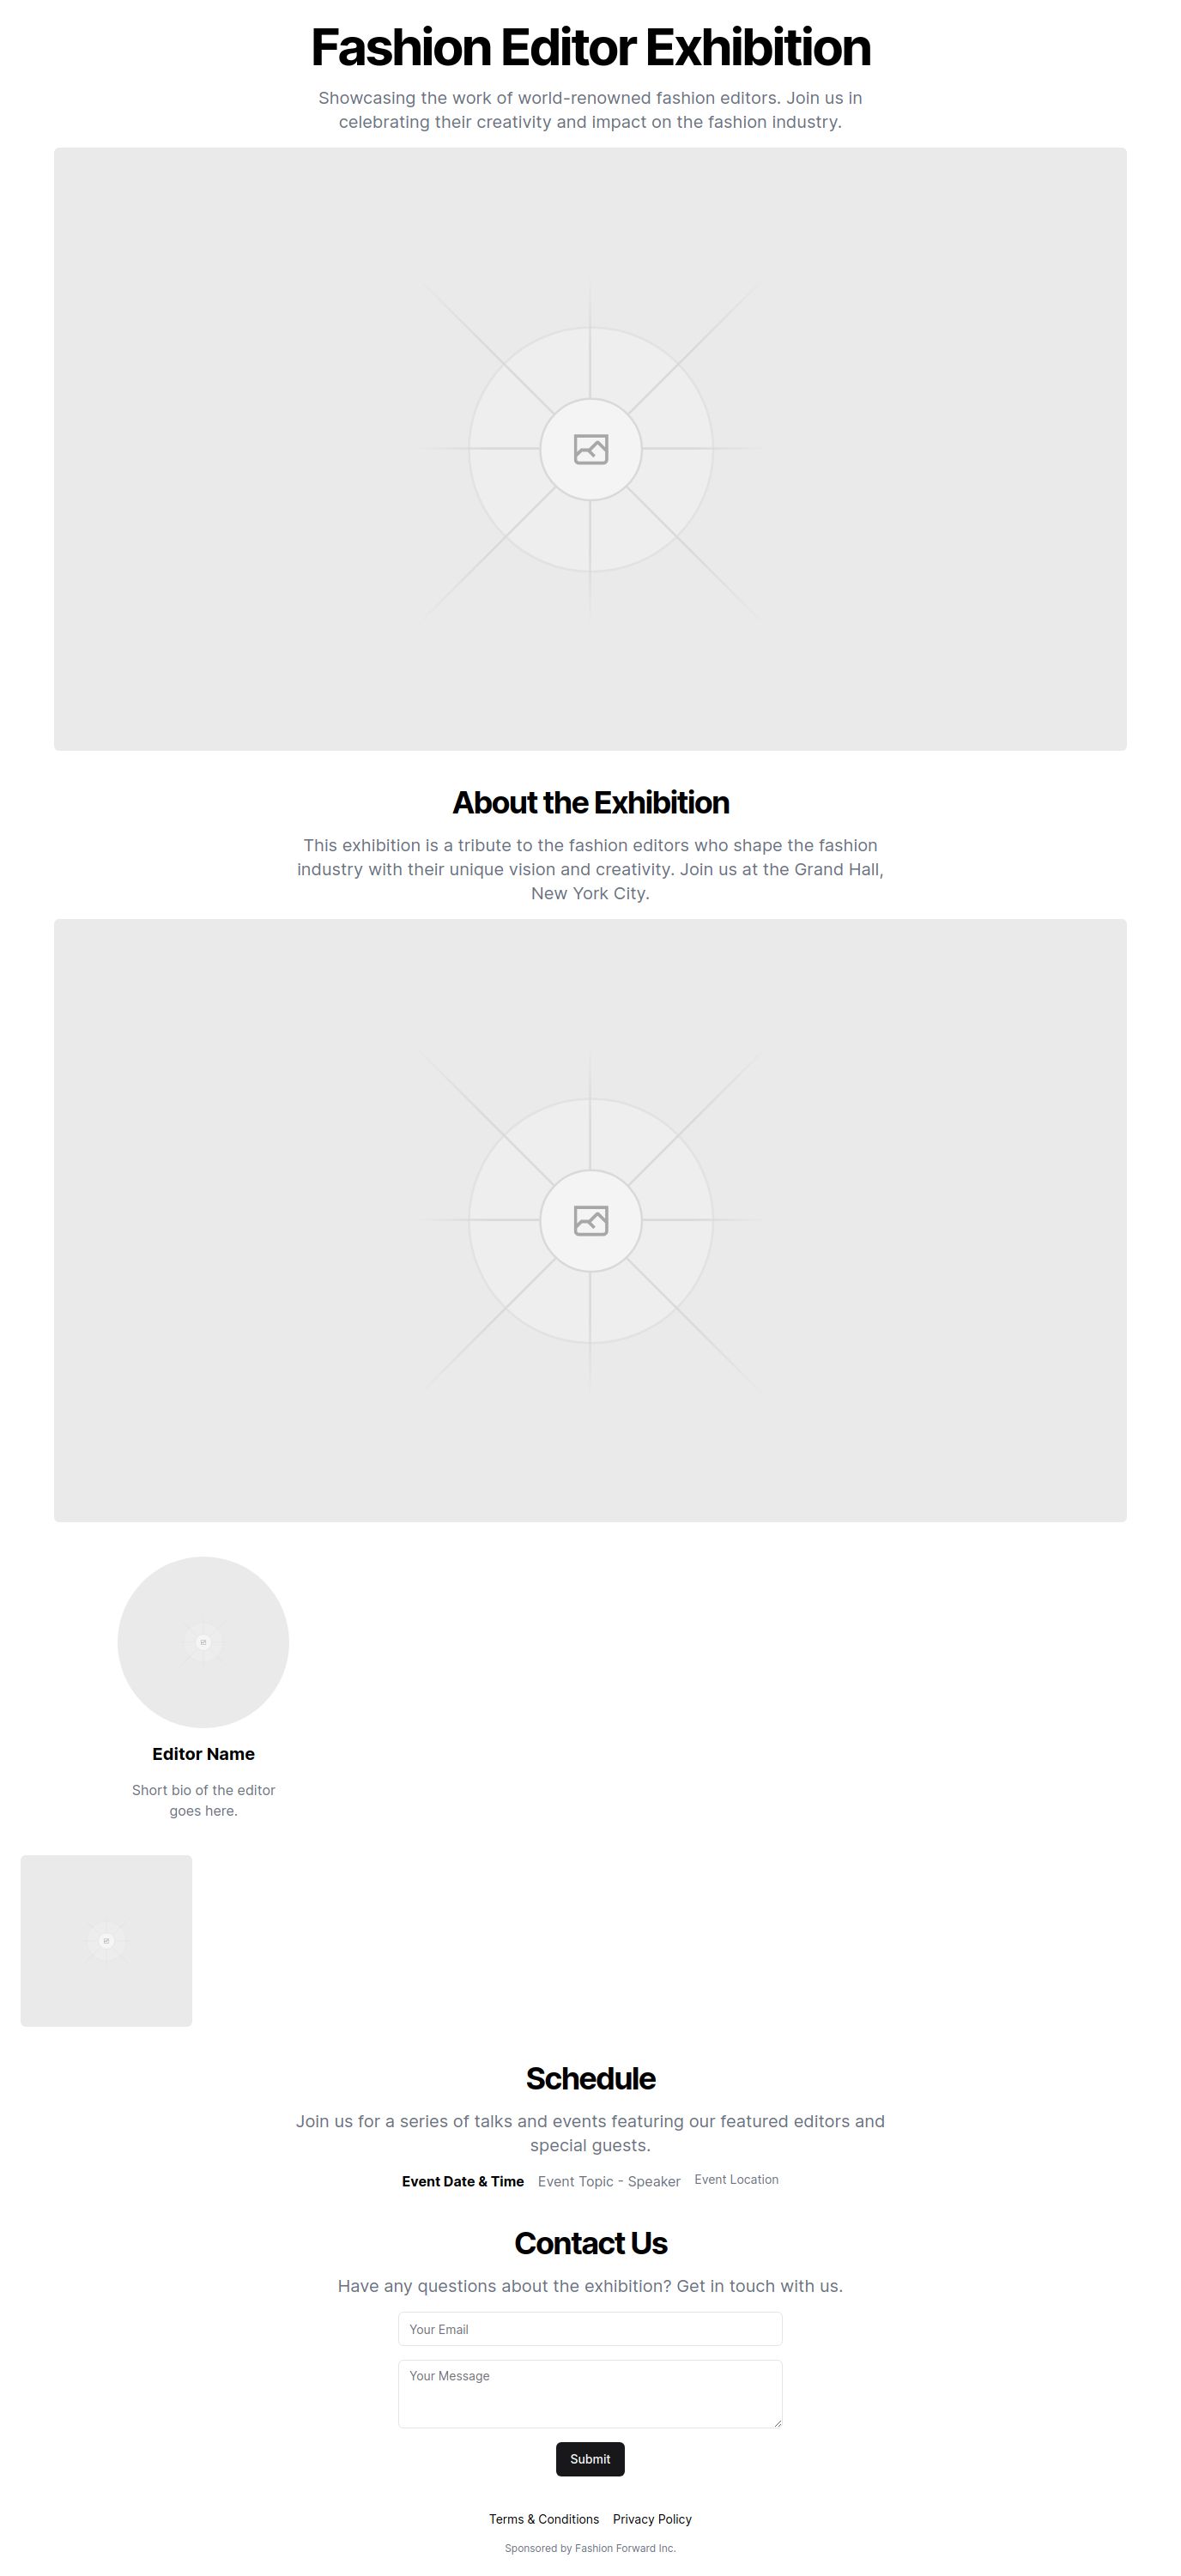 Fashion Editor Exhibition
Showcasing the work of world-renowned fashion editors. Join us in
celebrating their creativity and impact on the fashion industry.
About the Exhibition
This exhibition is a tribute to the fashion editors who shape the fashion
industry with their unique vision and creativity. Join us at the Grand Hall,
New York City.
Editor Name
Short bio of the editor
goes here.
Schedule
Join us for a series of talks and events featuring our featured editors and
special guests.
Event Date & Time Event Topic - Speaker Event Location
Contact Us
Have any questions about the exhibition? Get in touch with us.
Your Email
Your Message
Submit
Terms & Conditions Privacy Policy
Sponsored by Fashion Forward Inc.